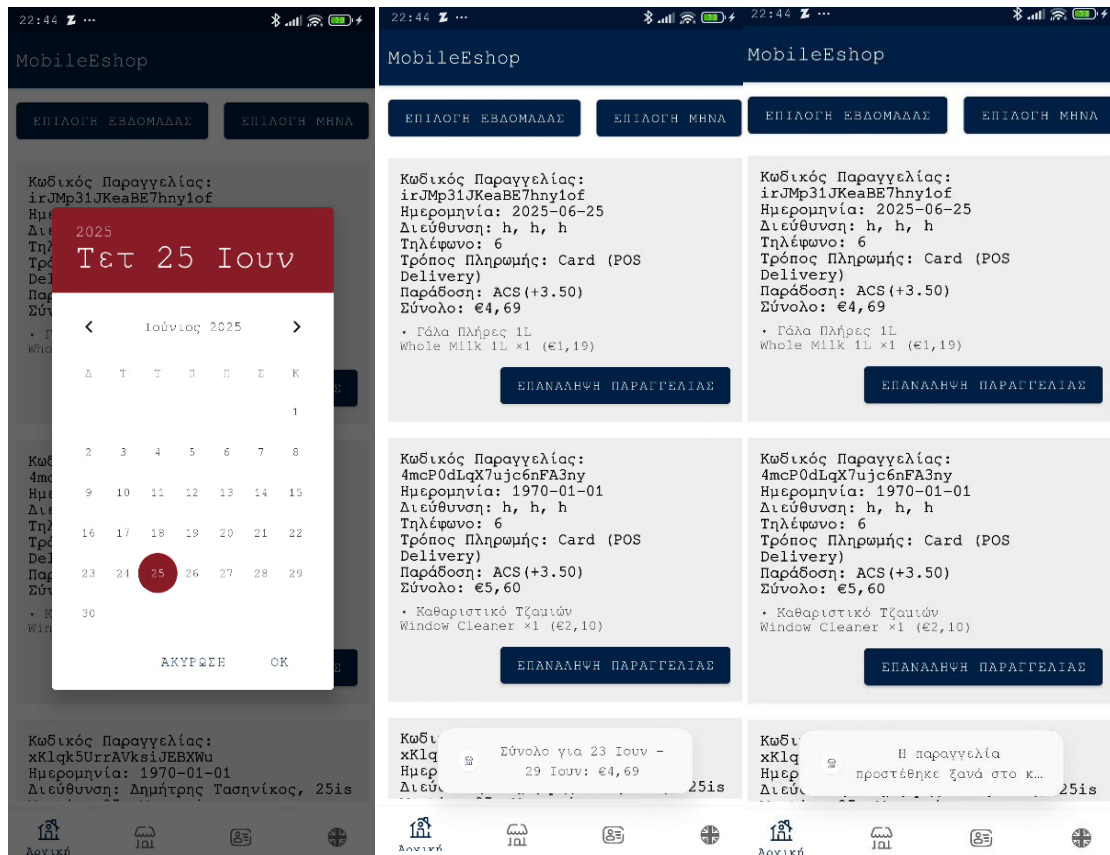 22:44 Z ...
MobileEshop
ΕΠΙΛΟΓΗ ΕΒΔΟΜΑΔΑΣ
ΕΠΙΛΟΓΗ ΜΗΝΑ
Κωδικός Παραγγελίας:
irJMp31JKeaBE7hny1of
2025
Τετ 25 Ιουν
Ιούνιος 2025
Δ Τ Τ Π Π Σ Κ
1
2 3 4 5 6 7 8
9 10 11 12 13 14 15
16 17 18 19 20 21 22
23 24 25 26 27 28 29
30
ΑΚΥΡΩΣΗ OK
Κωδικός Παραγγελίας:
xKlqk5UrrAVksiJEBXWu
Ημερομηνία: 1970-01-01
Διεύθυνση: Δημήτρης Τασηνίκος, 25is
Αρχική
22:44 Z ...
73
MobileEshop
ΕΠΙΛΟΓΗ ΕΒΔΟΜΑΔΑΣ
ΕΠΙΛΟΓΗ ΜΗΝΑ
Κωδικός Παραγγελίας:
irJMp31JKeaBE7hny1of
Ημερομηνία: 2025-06-25
Διεύθυνση: h, h, h
Τηλέφωνο: 6
Τρόπος Πληρωμής: Card (POS
Delivery)
Παράδοση: ACS(+3.50)
Σύνολο: €4,69
• Γάλα Πλήρες 1L
Whole Milk 1L ×1 (€1,19)
ΕΠΑΝΑΛΗΨΗ ΠΑΡΑΓΓΕΛΙΑΣ
Κωδικός Παραγγελίας:
4mcP0dLqX7ujc6nFA3ny
Ημερομηνία: 1970-01-01
Διεύθυνση: h, h, h
Τηλέφωνο: 6
Τρόπος Πληρωμής: Card (POS
Delivery)
Παράδοση: ACS(+3.50)
Σύνολο: €5,60
• Καθαριστικό Τζαμιών
Window Cleaner ×1 (€2,10)
ΕΠΑΝΑΛΗΨΗ ΠΑΡΑΓΓΕΛΙΑΣ
Σύνολο για 23 Ιουν –
29 Ιουν: €4,69
25is
Αρχική
22:44 Z ...
73
MobileEshop
ΕΠΙΛΟΓΗ ΕΒΔΟΜΑΔΑΣ
ΕΠΙΛΟΓΗ ΜΗΝΑ
Κωδικός Παραγγελίας:
irJMp31JKeaBE7hny1of
Ημερομηνία: 2025-06-25
Διεύθυνση: h, h, h
Τηλέφωνο: 6
Τρόπος Πληρωμής: Card (POS
Delivery)
Παράδοση: ACS(+3.50)
Σύνολο: €4,69
• Γάλα Πλήρες 1L
Whole Milk 1L ×1 (€1,19)
ΕΠΑΝΑΛΗΨΗ ΠΑΡΑΓΓΕΛΙΑΣ
Κωδικός Παραγγελίας:
4mcP0dLqX7ujc6nFA3ny
Ημερομηνία: 1970-01-01
Διεύθυνση: h, h, h
Τηλέφωνο: 6
Τρόπος Πληρωμής: Card (POS
Delivery)
Παράδοση: ACS(+3.50)
Σύνολο: €5,60
• Καθαριστικό Τζαμιών
Window Cleaner ×1 (€2,10)
ΕΠΑΝΑΛΗΨΗ ΠΑΡΑΓΓΕΛΙΑΣ
Η παραγγελία
προστέθηκε ξανά στο κ...
25is
Αρχική